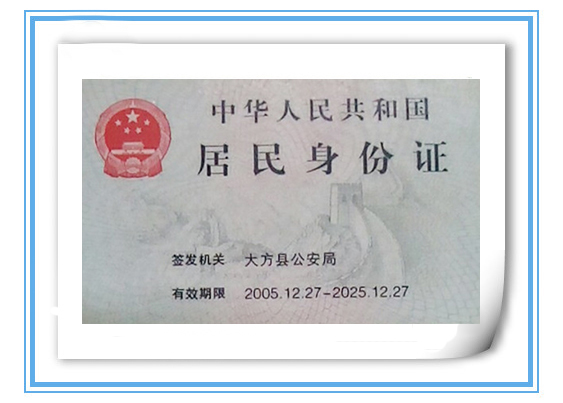 中华人民共和国
居民身份证
签发机关 大方县公安局
有效期限 2005.12.27-2025.12.27